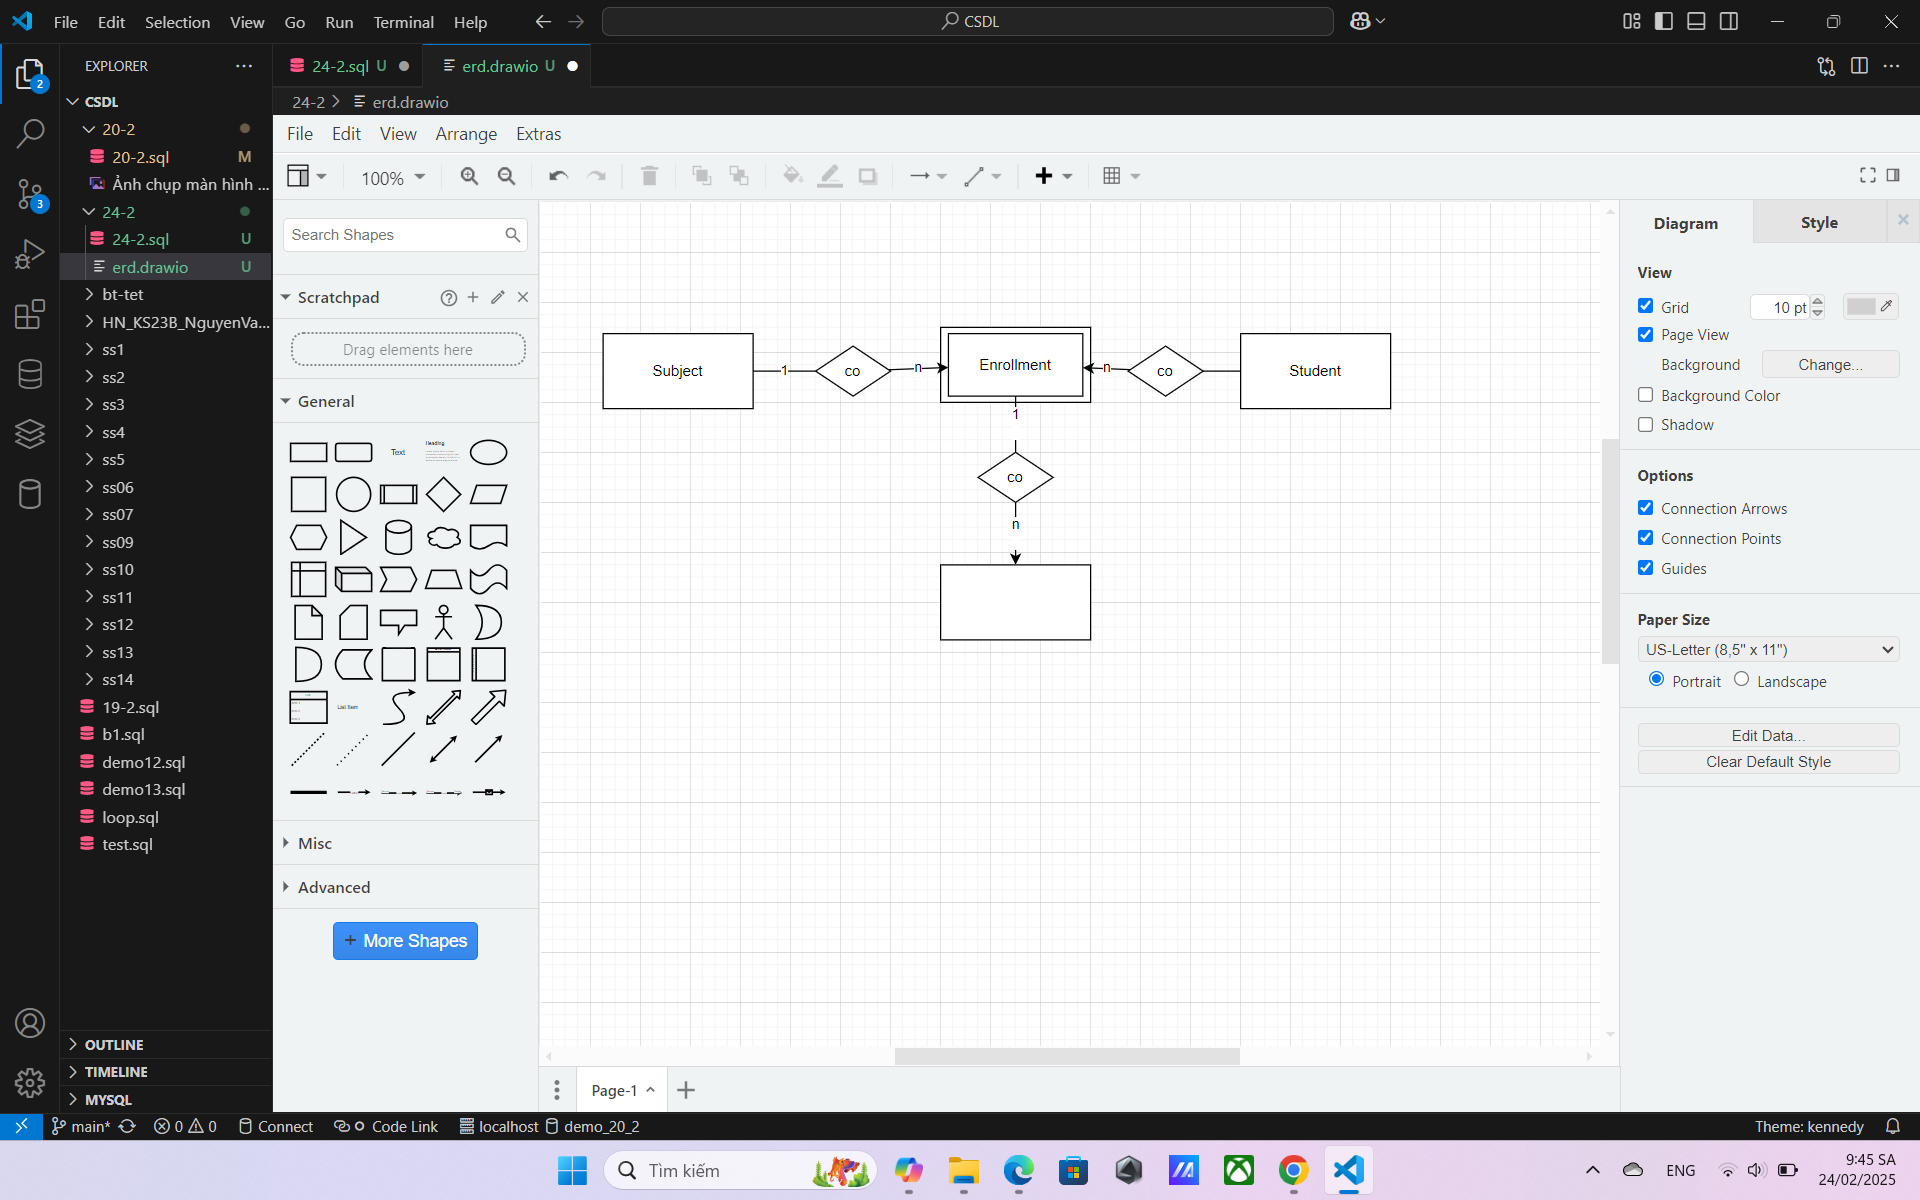 File Edit Selection View Go Run Terminal Help
CSDL
EXPLORER
24-2.sql U
erd.drawio U
2
24-2 > erd.drawio
CSDL
20-2
20-2.sql M
Ảnh chụp màn hình ...
24-2
24-2.sql U
erd.drawio U
bt-tet
HN_KS23B_NguyenVa...
ss1
ss2
ss3
ss4
ss5
ss06
ss07
ss09
ss10
ss11
ss12
ss13
ss14
19-2.sql
b1.sql
demo12.sql
demo13.sql
loop.sql
test.sql
OUTLINE
TIMELINE
MYSQL
3
File Edit View Arrange Extras
100%
Search Shapes
Scratchpad
Drag elements here
General
Text
Heading
List Item
Misc
Advanced
+ More Shapes
Subject
1
co
n
Enrollment
n
co
Student
1
co
n
Page-1
Diagram
Style
View
Grid
10 pt
Page View
Background
Change...
Background Color
Shadow
Options
Connection Arrows
Connection Points
Guides
Paper Size
US-Letter (8,5" x 11")
Portrait
Landscape
Edit Data...
Clear Default Style
main*
0
0
Connect
Code Link
localhost
demo_20_2
Theme: kennedy
Tìm kiếm
ENG
9:45 SA
24/02/2025